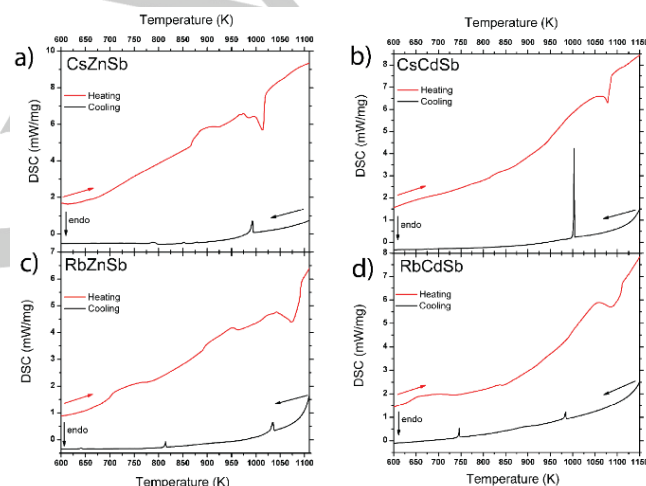 Temperature (K)
600 650 700 750 800 850 900 950 1000 1050 1100
a)
CsZnSb
Heating
Cooling
DSC (mW/mg)
10
8
6
4
2
0
endo
Temperature (K)
600 650 700 750 800 850 900 950 1000 1050 1100 1150
b)
CsCdSb
Heating
Cooling
DSC (mW/mg)
8
7
6
5
4
3
2
1
0
endo
c)
RbZnSb
Heating
Cooling
DSC (mW/mg)
7
6
5
4
3
2
1
0
endo
600 650 700 750 800 850 900 950 1000 1050 1100
Temperature (K)
d)
RbCdSb
Heating
Cooling
DSC (mW/mg)
8
7
6
5
4
3
2
1
0
endo
600 650 700 750 800 850 900 950 1000 1050 1100 1150
Temperature (K)